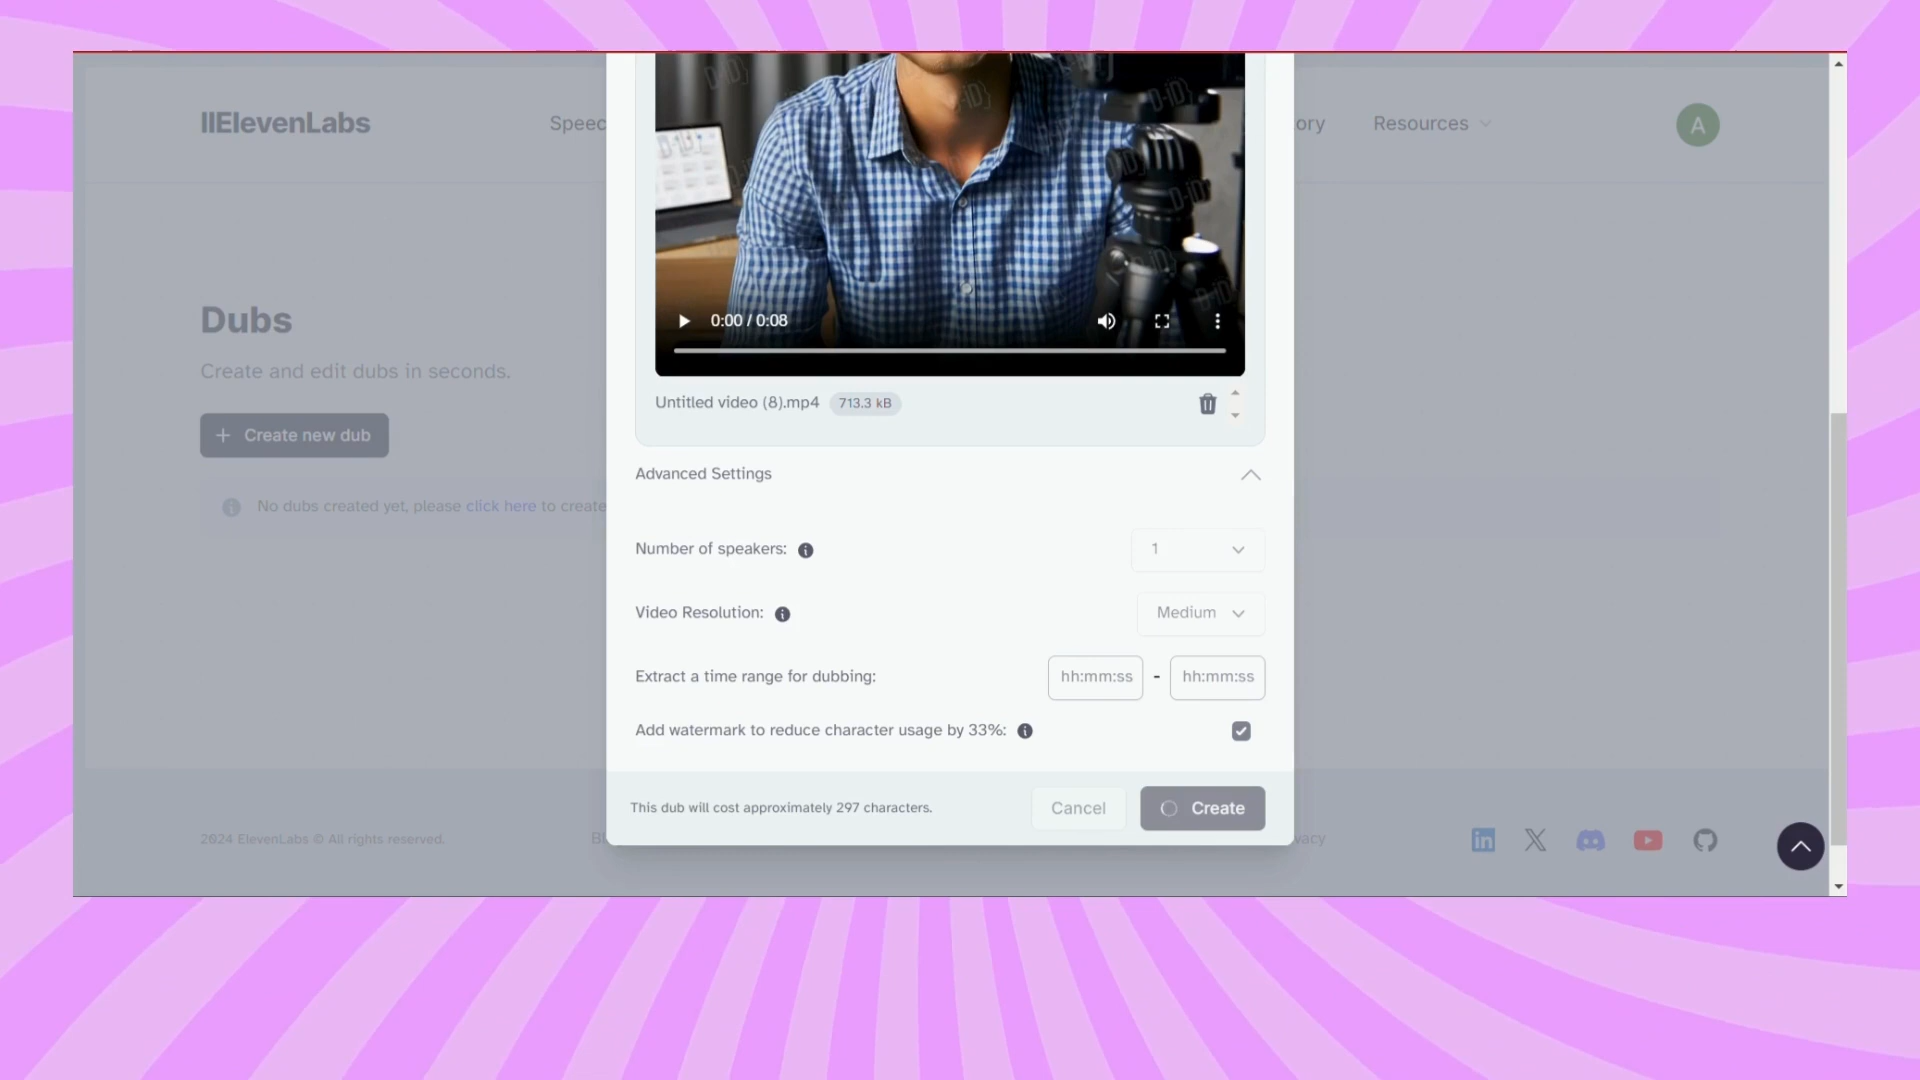 IIElevenLabs
Speec
ory
Resources
A
D-iD
Dubs
Create and edit dubs in seconds.
+ Create new dub
No dubs created yet, please click here to create
0:00 / 0:08
Untitled video (8).mp4
713.3 kB
Advanced Settings
Number of speakers:
1
Video Resolution:
Medium
Extract a time range for dubbing:
hh:mm:ss - hh:mm:ss
Add watermark to reduce character usage by 33%:
This dub will cost approximately 297 characters.
Cancel
Create
2024 ElevenLabs © All rights reserved.
Bl
vacy